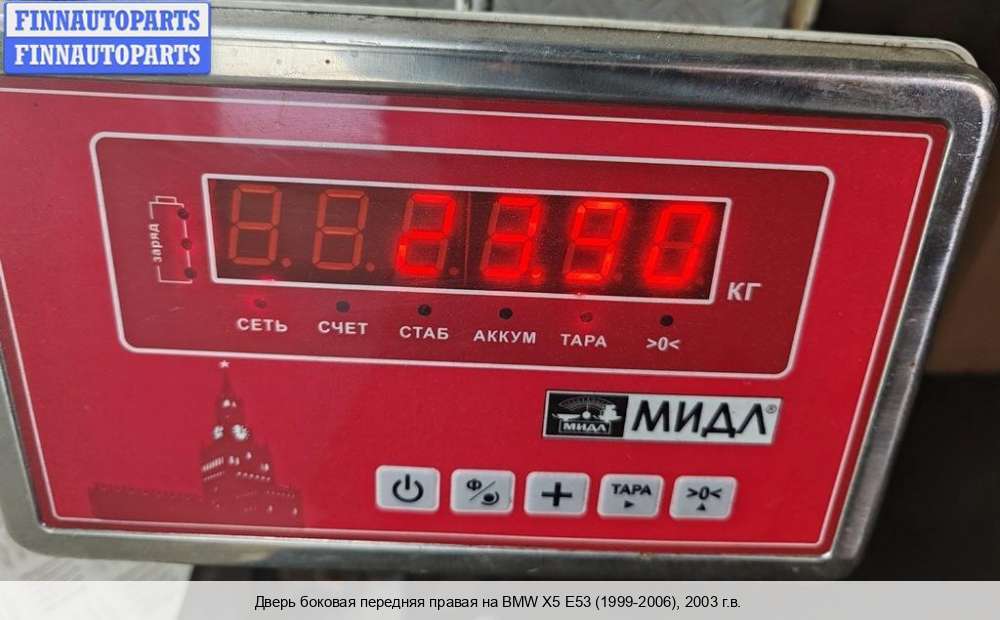 FINNAUTOPARTS
FINNAUTOPARTS
заряд
23.90
КГ
СЕТЬ СЧЕТ СТАБ АККУМ ТАРА >0<
МИДЛ МИДЛ®
Ф ТАРА >0<
Дверь боковая передняя правая на BMW X5 E53 (1999-2006), 2003 г.в.